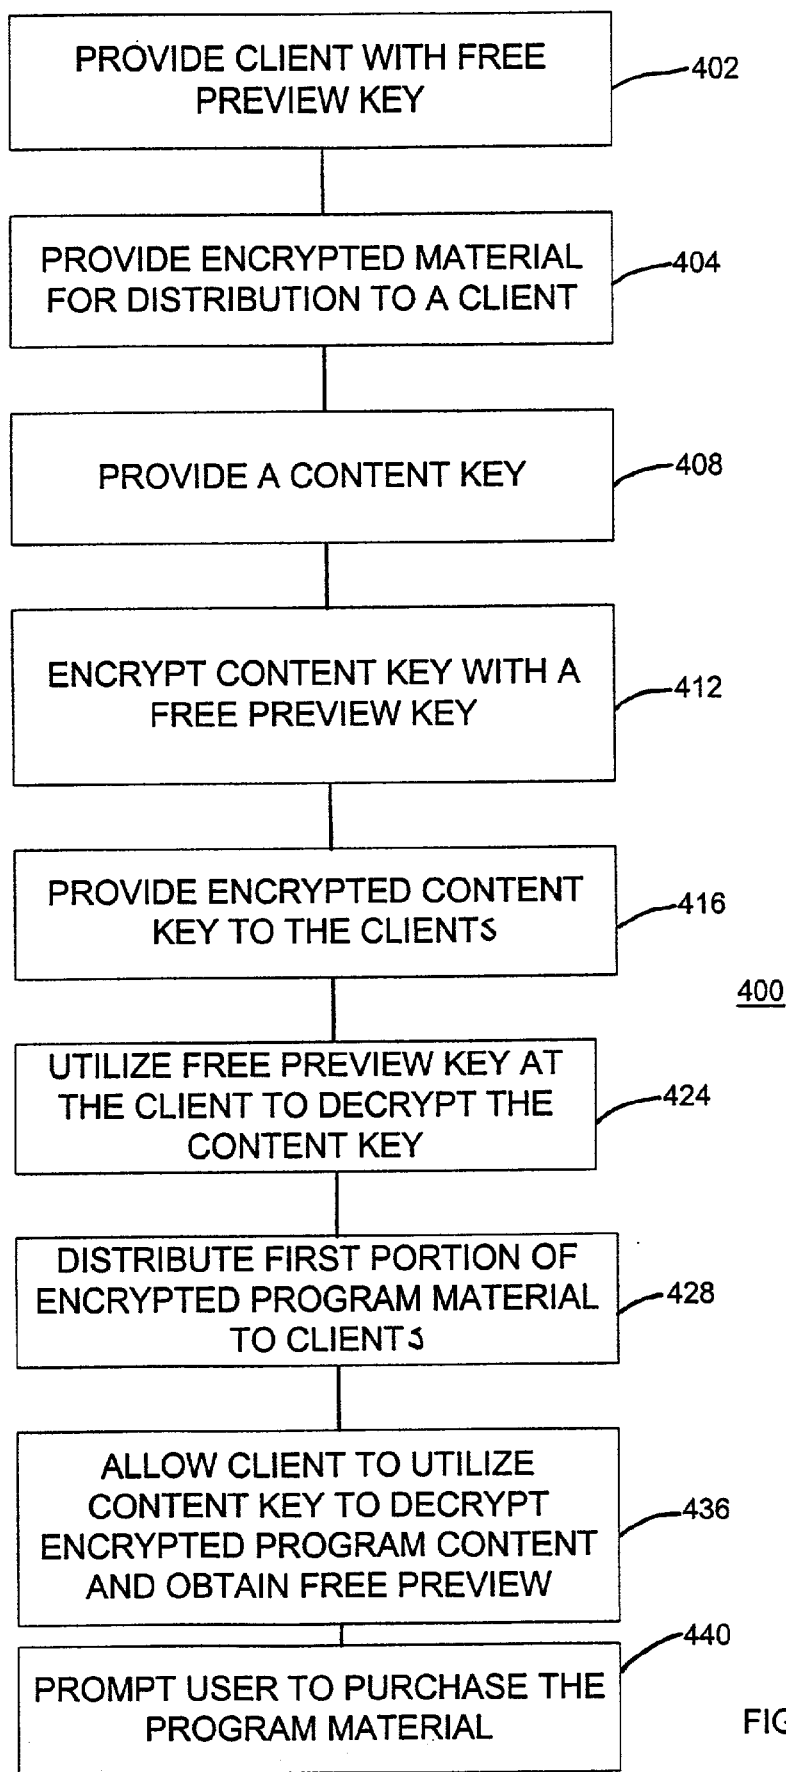 PROVIDE CLIENT WITH FREE
PREVIEW KEY
402
PROVIDE ENCRYPTED MATERIAL
FOR DISTRIBUTION TO A CLIENT
404
PROVIDE A CONTENT KEY
408
ENCRYPT CONTENT KEY WITH A
FREE PREVIEW KEY
412
PROVIDE ENCRYPTED CONTENT
KEY TO THE CLIENTS
416
400
UTILIZE FREE PREVIEW KEY AT
THE CLIENT TO DECRYPT THE
CONTENT KEY
424
DISTRIBUTE FIRST PORTION OF
ENCRYPTED PROGRAM MATERIAL
TO CLIENTS
428
ALLOW CLIENT TO UTILIZE
CONTENT KEY TO DECRYPT
ENCRYPTED PROGRAM CONTENT
AND OBTAIN FREE PREVIEW
436
440
PROMPT USER TO PURCHASE THE
PROGRAM MATERIAL
FIG